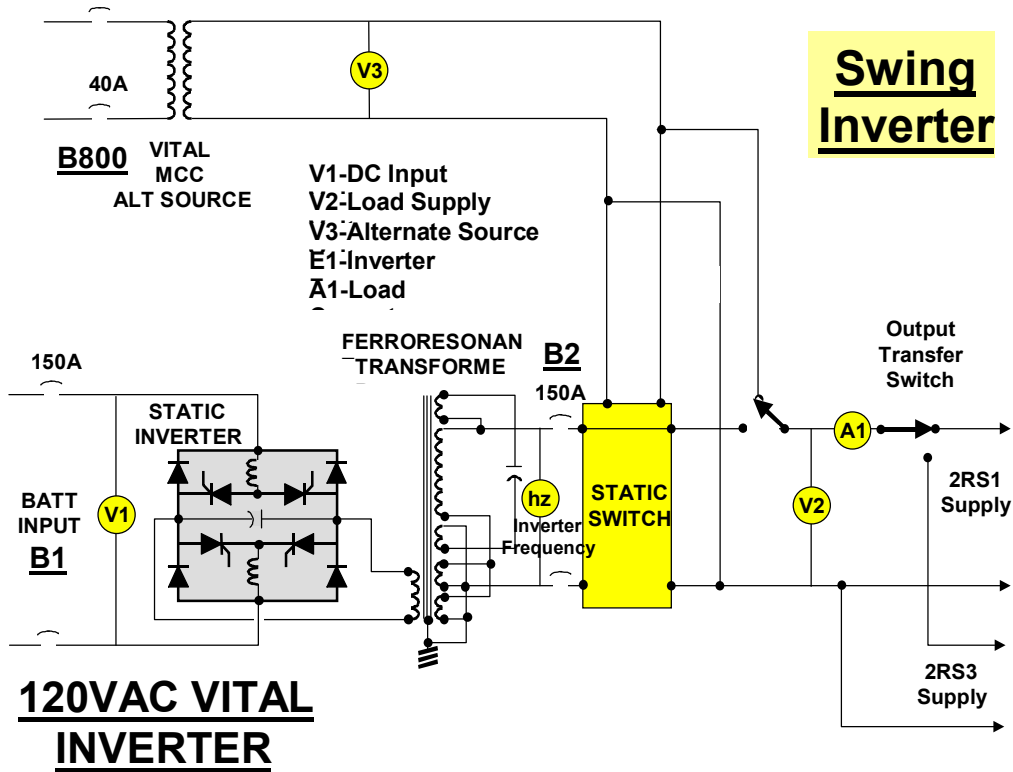 Swing
Inverter
40A
B800
VITAL
MCC
ALT SOURCE
V3
V1-DC Input
V2-Load Supply
V3-Alternate Source
E1-Inverter
A1-Load
FERRORESONAN
TRANSFORME
B2
150A
150A
STATIC
INVERTER
BATT
INPUT
B1
V1
hz
Inverter
Frequency
STATIC
SWITCH
Output
Transfer
Switch
A1
V2
2RS1
Supply
2RS3
Supply
120VAC VITAL
INVERTER